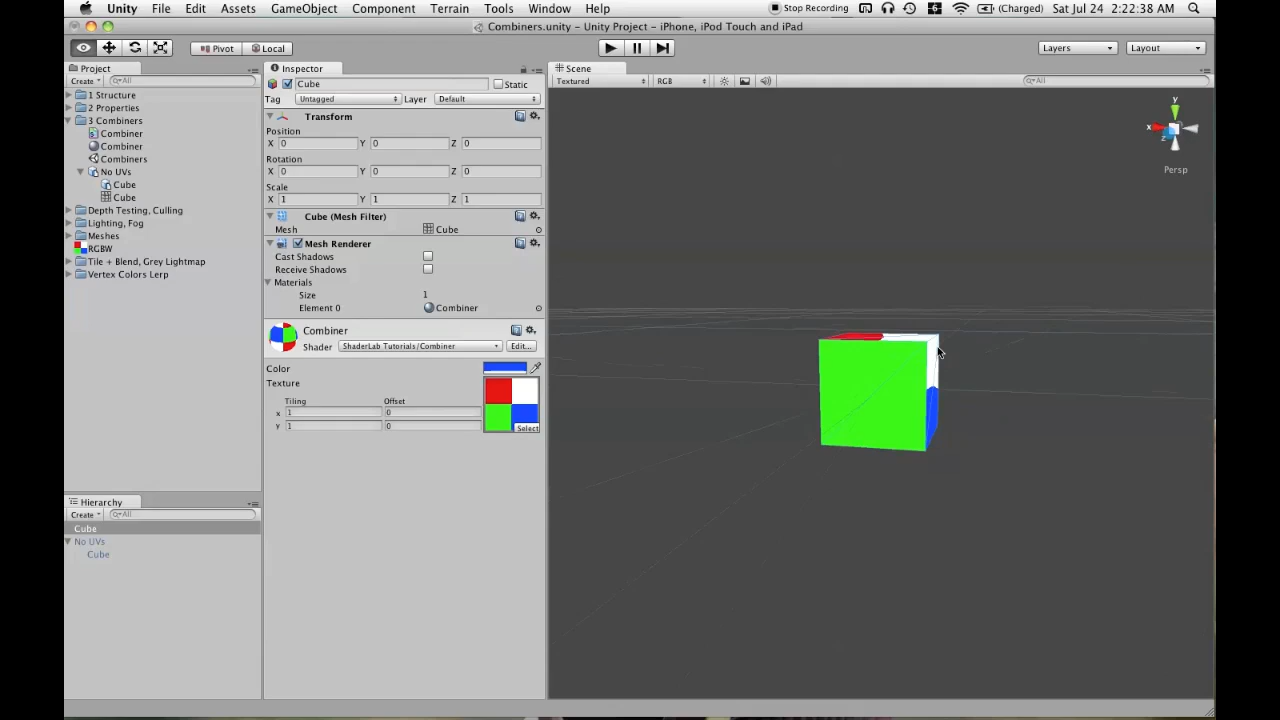 Unity File Edit Assets GameObject Component Terrain Tools Window Help Stop Recording 6 (Charged) Sat Jul 24 2:22:38 AM
Combiners.unity – Unity Project – iPhone, iPod Touch and iPad
Pivot Local Layers Layout
Project
Create All
1 Structure
2 Properties
3 Combiners
Combiner
Combiner
Combiners
No UVs
Cube
Cube
Depth Testing, Culling
Lighting, Fog
Meshes
RGBW
Tile + Blend, Grey Lightmap
Vertex Colors Lerp
Hierarchy
Create All
Cube
No UVs
Cube
Inspector
Cube Static
Tag Untagged Layer Default
Transform
Position
X 0 Y 0 Z 0
Rotation
X 0 Y 0 Z 0
Scale
X 1 Y 1 Z 1
Cube (Mesh Filter)
Mesh Cube
Mesh Renderer
Cast Shadows
Receive Shadows
Materials
Size 1
Element 0 Combiner
Combiner
Shader ShaderLab Tutorials/Combiner Edit...
Color
Texture
Tiling Offset
x 1 0
y 1 0
Select
Scene
Textured RGB All
y
x
z
Persp